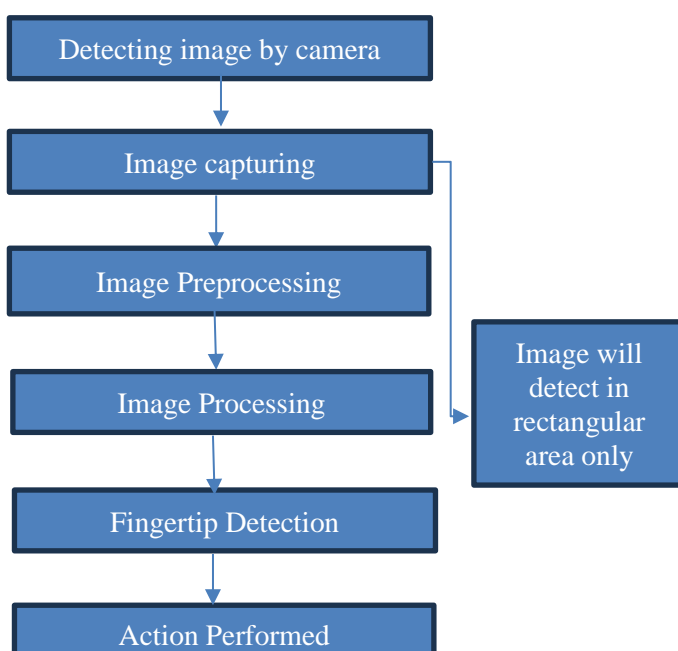 Detecting image by camera
Image capturing
Image Preprocessing
Image Processing
Image will
detect in
rectangular
area only
Fingertip Detection
Action Performed